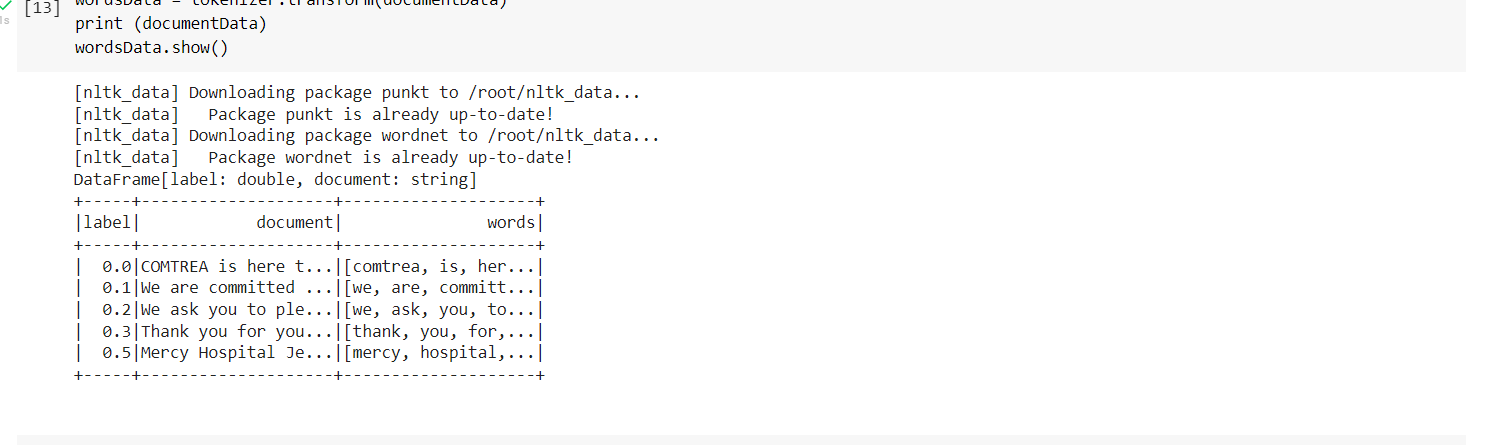 [13] wordsData = tokenizer.transform(documentData)
print (documentData)
wordsData.show()
[nltk_data] Downloading package punkt to /root/nltk_data...
[nltk_data]   Package punkt is already up-to-date!
[nltk_data] Downloading package wordnet to /root/nltk_data...
[nltk_data]   Package wordnet is already up-to-date!
DataFrame[label: double, document: string]
+-----+--------------------+--------------------+
|label|            document|               words|
+-----+--------------------+--------------------+
|  0.0|COMTREA is here t...|[comtrea, is, her...|
|  0.1|We are committed ...|[we, are, committ...|
|  0.2|We ask you to ple...|[we, ask, you, to...|
|  0.3|Thank you for you...|[thank, you, for,...|
|  0.5|Mercy Hospital Je...|[mercy, hospital,...|
+-----+--------------------+--------------------+